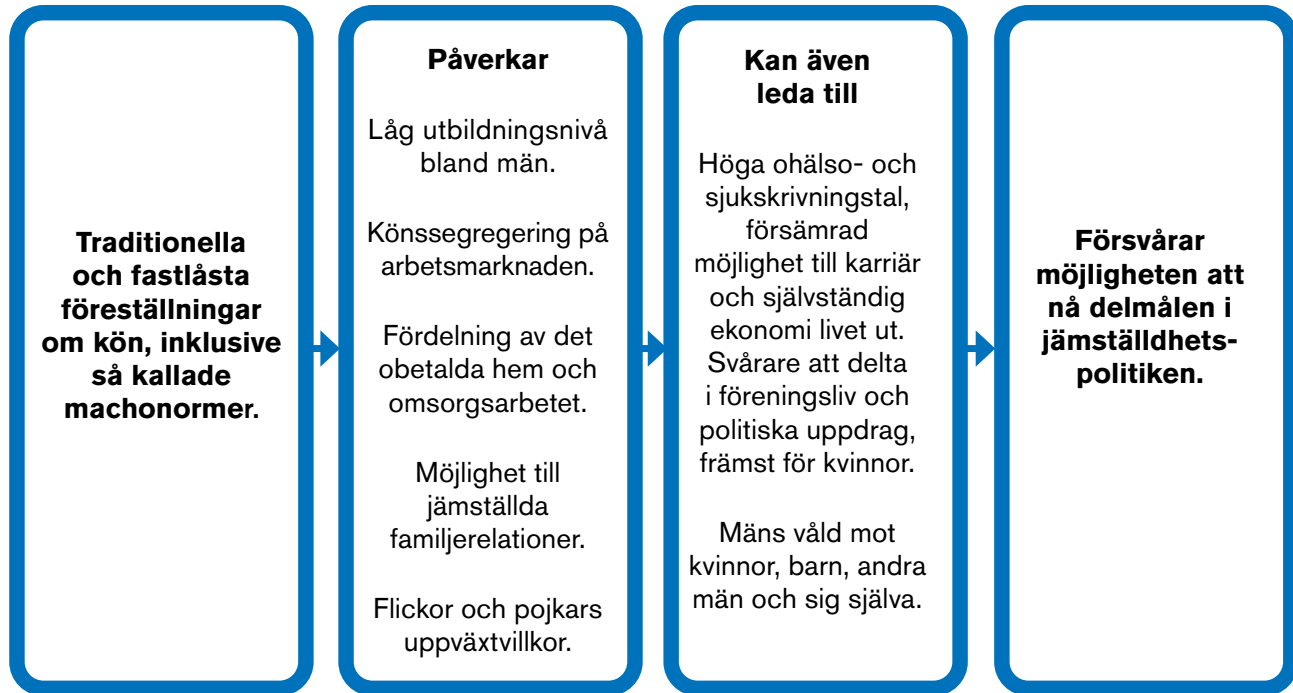 Traditionella
och fastlåsta
föreställningar
om kön, inklusive
så kallade
machonormer.
Påverkar
Låg utbildningsnivå
bland män.
Könssegregering på
arbetsmarknaden.
Fördelning av det
obetalda hem och
omsorgsarbetet.
Möjlighet till
jämställda
familjerelationer.
Flickor och pojkars
uppväxtvillkor.
Kan även
leda till
Höga ohälso- och
sjukskrivningstal,
försämrad
möjlighet till karriär
och självständig
ekonomi livet ut.
Svårare att delta
i föreningsliv och
politiska uppdrag,
främst för kvinnor.
Mäns våld mot
kvinnor, barn, andra
män och sig själva.
Försvårar
möjligheten att
nå delmålen i
jämställdhets-
politiken.